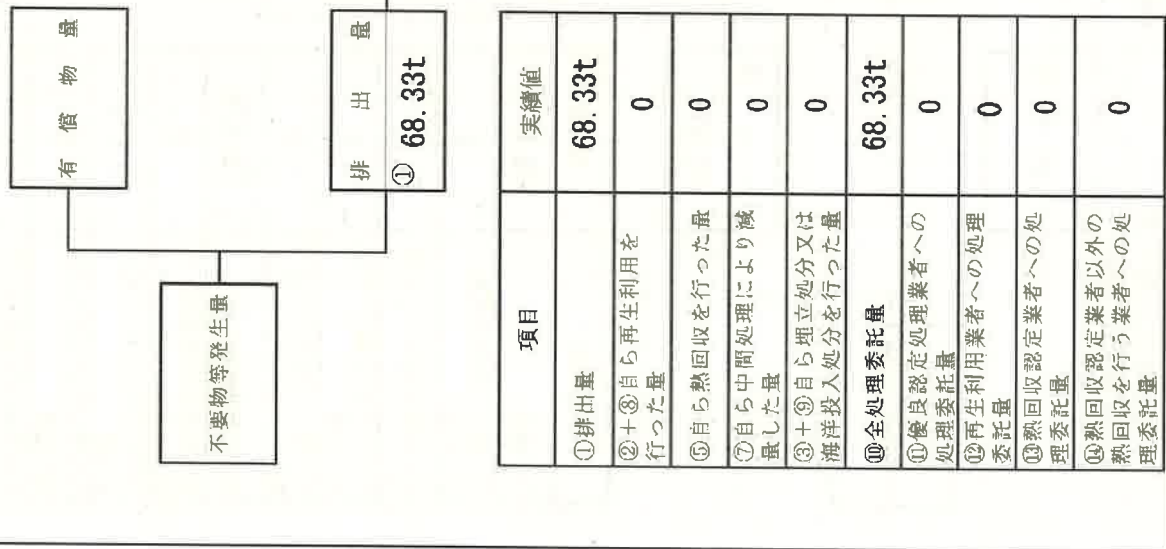 有償物量
不要物等発生量
排出量
① 68.33t
項目 実績値
①排出量 68.33t
②+⑧自ら再生利用を
行った量 0
⑤自ら熱回収を行った量 0
⑦自ら中間処理により減
量した量 0
③+⑨自ら埋立処分又は
海洋投入処分を行った量 0
⑩全処理委託量 68.33t
⑪優良認定処理業者への
処理委託量 0
⑫再生利用業者への処理
委託量 0
⑬熱回収認定業者への処
理委託量 0
⑭熱回収認定業者以外の
熱回収を行う業者への処
理委託量 0